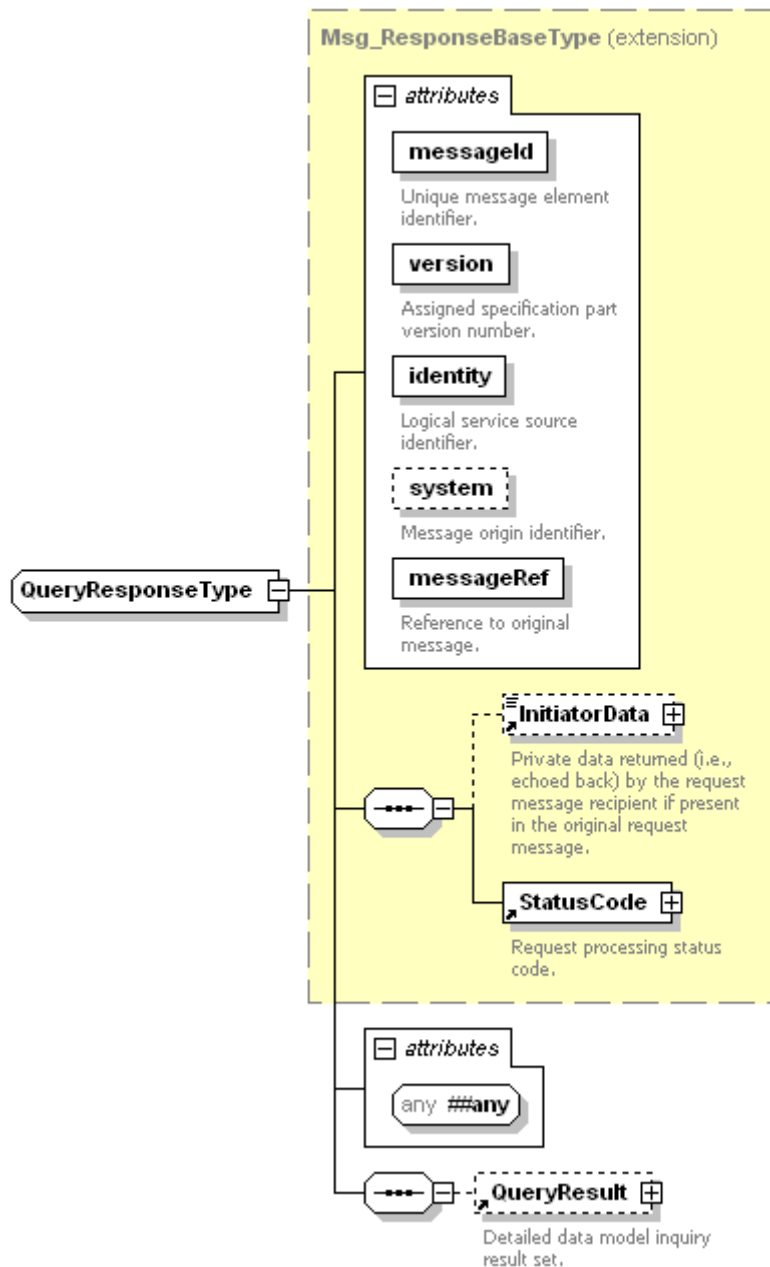 Msg_ResponseBaseType (extension)
attributes
messageId
Unique message element
identifier.
version
Assigned specification part
version number.
identity
Logical service source
identifier.
system
Message origin identifier.
messageRef
Reference to original
message.
QueryResponseType
InitiatorData
Private data returned (i.e.,
echoed back) by the request
message recipient if present
in the original request
message.
StatusCode
Request processing status
code.
attributes
any ##any
QueryResult
Detailed data model inquiry
result set.